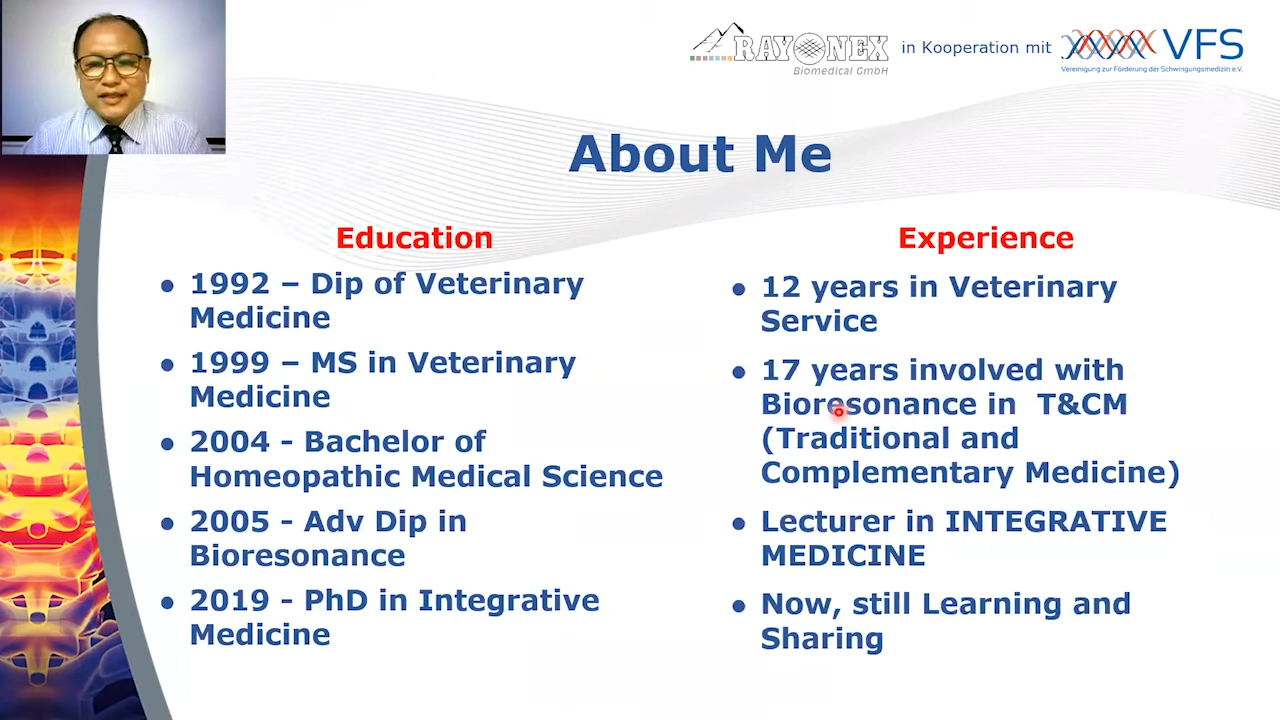 RAYONEX
Biomedical GmbH
in Kooperation mit
VFS
Vereinigung zur Förderung der Schwingungsmedizin e.V.
About Me
Education
• 1992 – Dip of Veterinary
Medicine
• 1999 – MS in Veterinary
Medicine
• 2004 - Bachelor of
Homeopathic Medical Science
• 2005 - Adv Dip in
Bioresonance
• 2019 - PhD in Integrative
Medicine
Experience
• 12 years in Veterinary
Service
• 17 years involved with
Bioresonance in T&CM
(Traditional and
Complementary Medicine)
• Lecturer in INTEGRATIVE
MEDICINE
• Now, still Learning and
Sharing